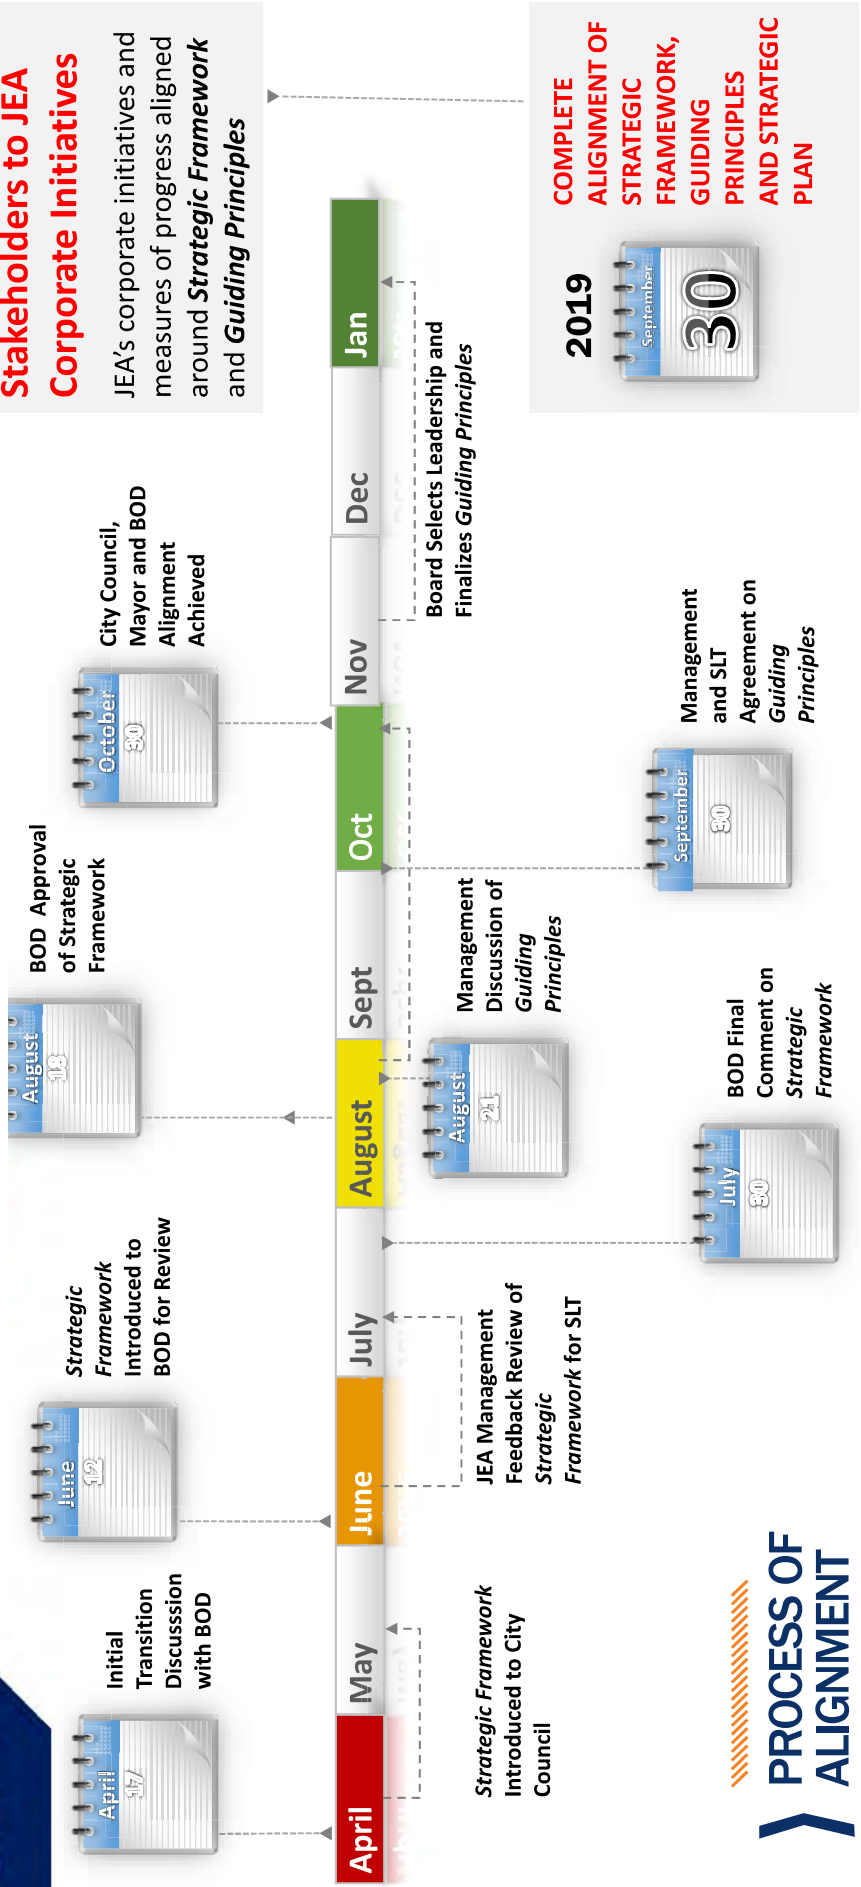 PROCESS OF
ALIGNMENT
April
17
Initial
Transition
Discusssion
with BOD
June
12
Strategic
Framework
Introduced to
BOD for Review
August
18
BOD Approval
of Strategic
Framework
October
30
City Council,
Mayor and BOD
Alignment
Achieved
Stakeholders to JEA
Corporate Initiatives
JEA’s corporate initiatives and
measures of progress aligned
around Strategic Framework
and Guiding Principles
April
May
June
July
August
Sept
Oct
Nov
Dec
Jan
Strategic Framework
Introduced to City
Council
JEA Management
Feedback Review of
Strategic
Framework for SLT
July
30
BOD Final
Comment on
Strategic
Framework
August
21
Management
Discussion of
Guiding
Principles
September
30
Management
and SLT
Agreement on
Guiding
Principles
Board Selects Leadership and
Finalizes Guiding Principles
2019
September
30
COMPLETE
ALIGNMENT OF
STRATEGIC
FRAMEWORK,
GUIDING
PRINCIPLES
AND STRATEGIC
PLAN